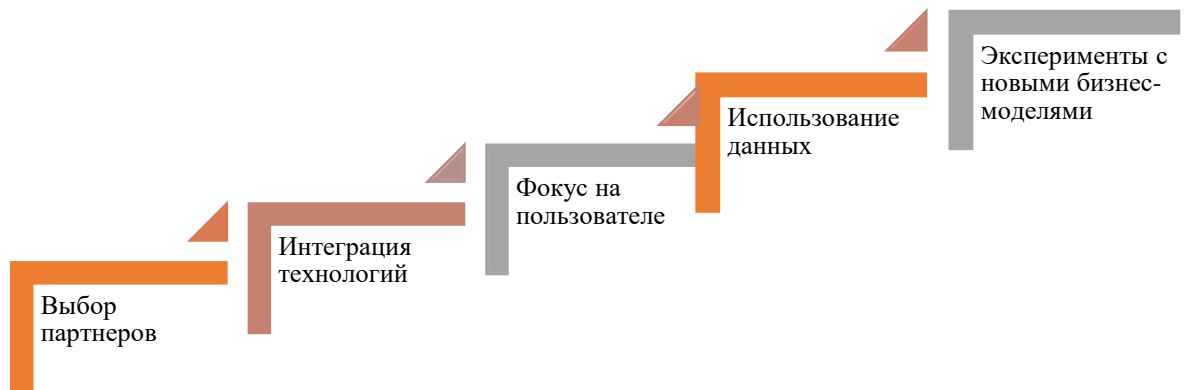 Выбор
партнеров
Интеграция
технологий
Фокус на
пользователе
Использование
данных
Эксперименты с
новыми бизнес-
моделями